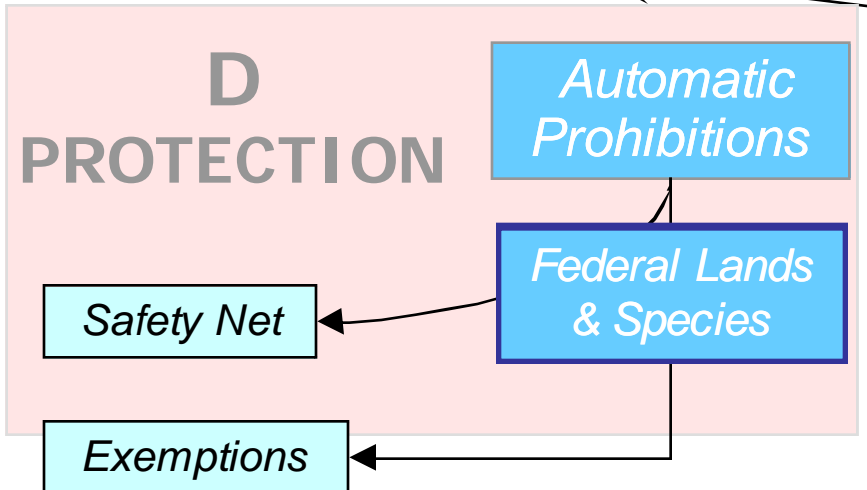 D
PROTECTION
Automatic
Prohibitions
Federal Lands
& Species
Safety Net
Exemptions